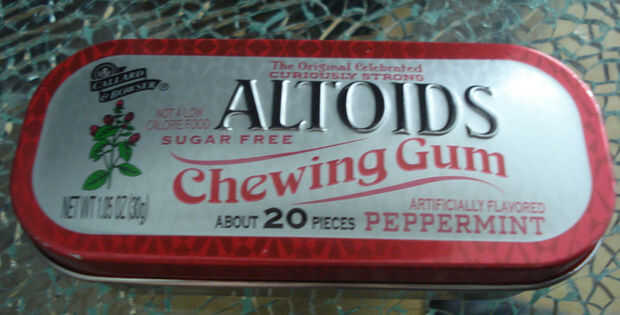 CALLARD
& BOWSER®
The Original Celebrated
CURIOUSLY STRONG
ALTOIDS
NOT A LOW
CALORIE FOOD
SUGAR FREE
Chewing Gum
ARTIFICIALLY FLAVORED
PEPPERMINT
ABOUT 20 PIECES
NET WT 1.05 OZ (30g)